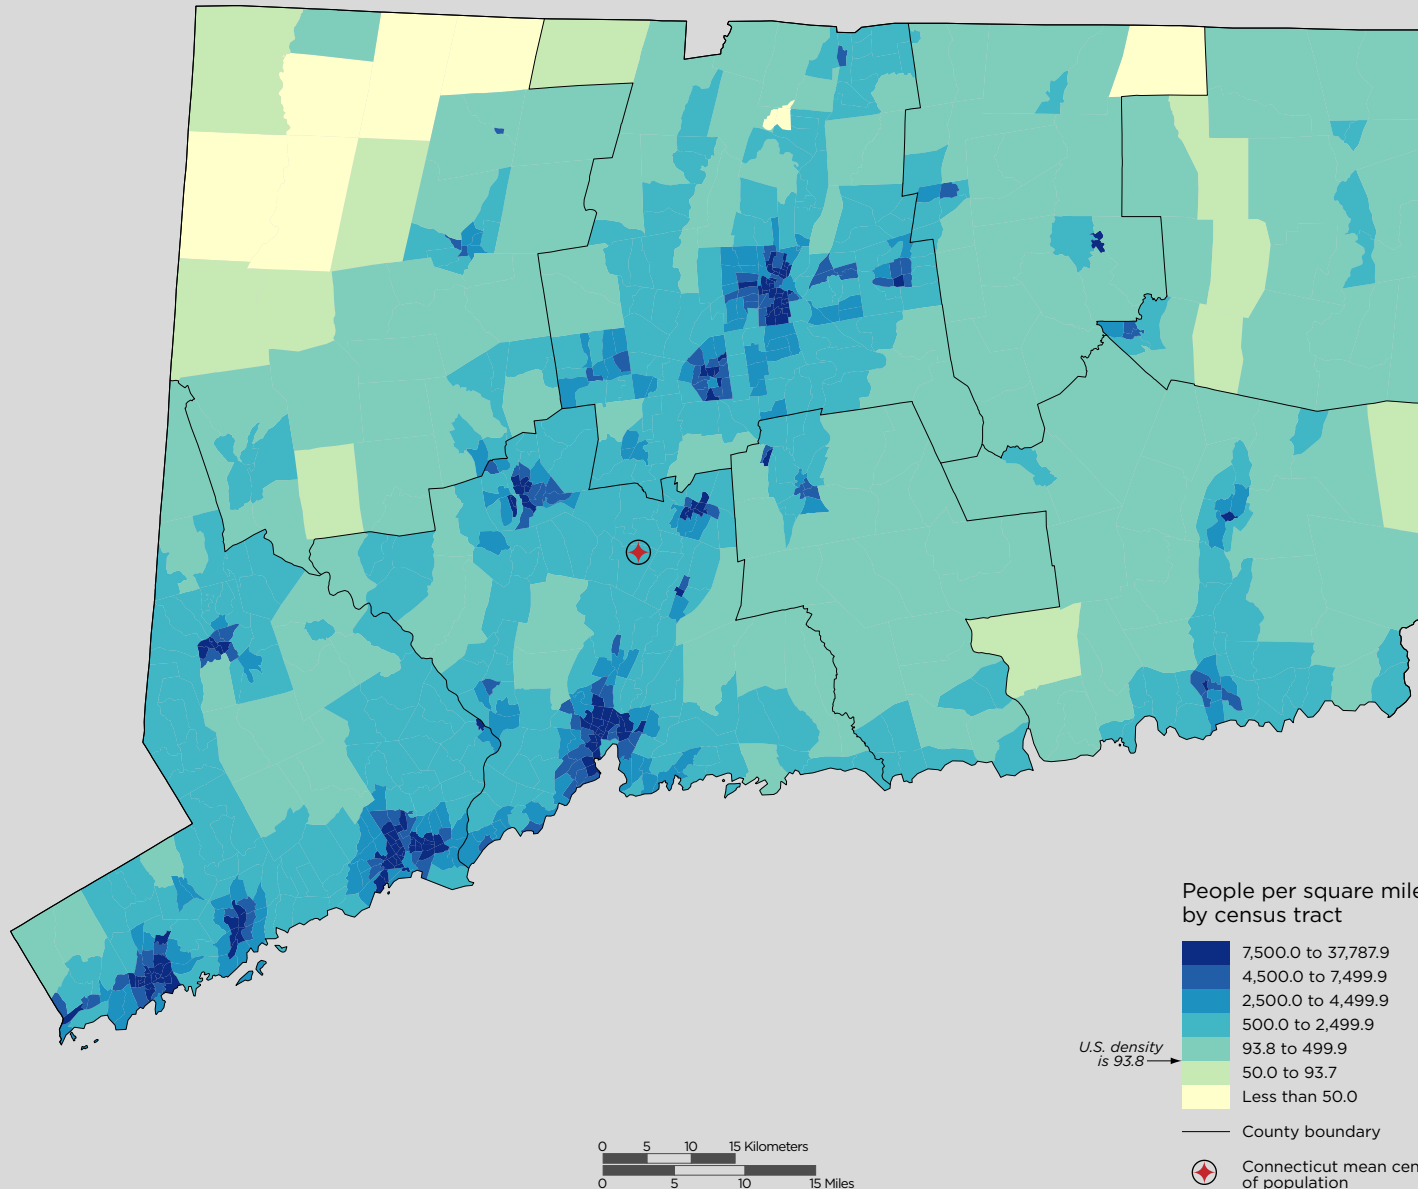 People per square mile
by census tract
7,500.0 to 37,787.9
4,500.0 to 7,499.9
2,500.0 to 4,499.9
500.0 to 2,499.9
93.8 to 499.9
50.0 to 93.7
Less than 50.0
U.S. density
is 93.8
County boundary
Connecticut mean cen
of population
0 5 10 15 Kilometers
0 5 10 15 Miles